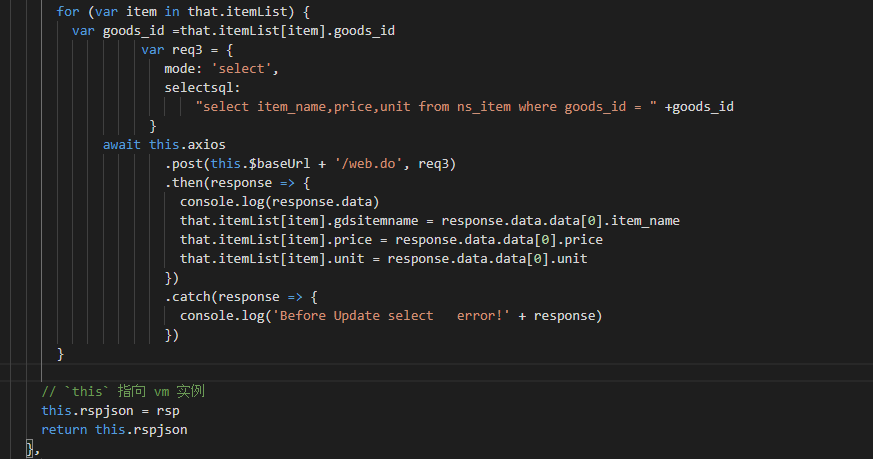 for (var item in that.itemList) {
var goods_id =that.itemList[item].goods_id
var req3 = {
mode: 'select',
selectsql:
"select item_name,price,unit from ns_item where goods_id = " +goods_id
}
await this.axios
.post(this.$baseUrl + '/web.do', req3)
.then(response => {
console.log(response.data)
that.itemList[item].gdsitemname = response.data.data[0].item_name
that.itemList[item].price = response.data.data[0].price
that.itemList[item].unit = response.data.data[0].unit
})
.catch(response => {
console.log('Before Update select   error!' + response)
})
}
// `this` 指向 vm 实例
this.rspjson = rsp
return this.rspjson
},